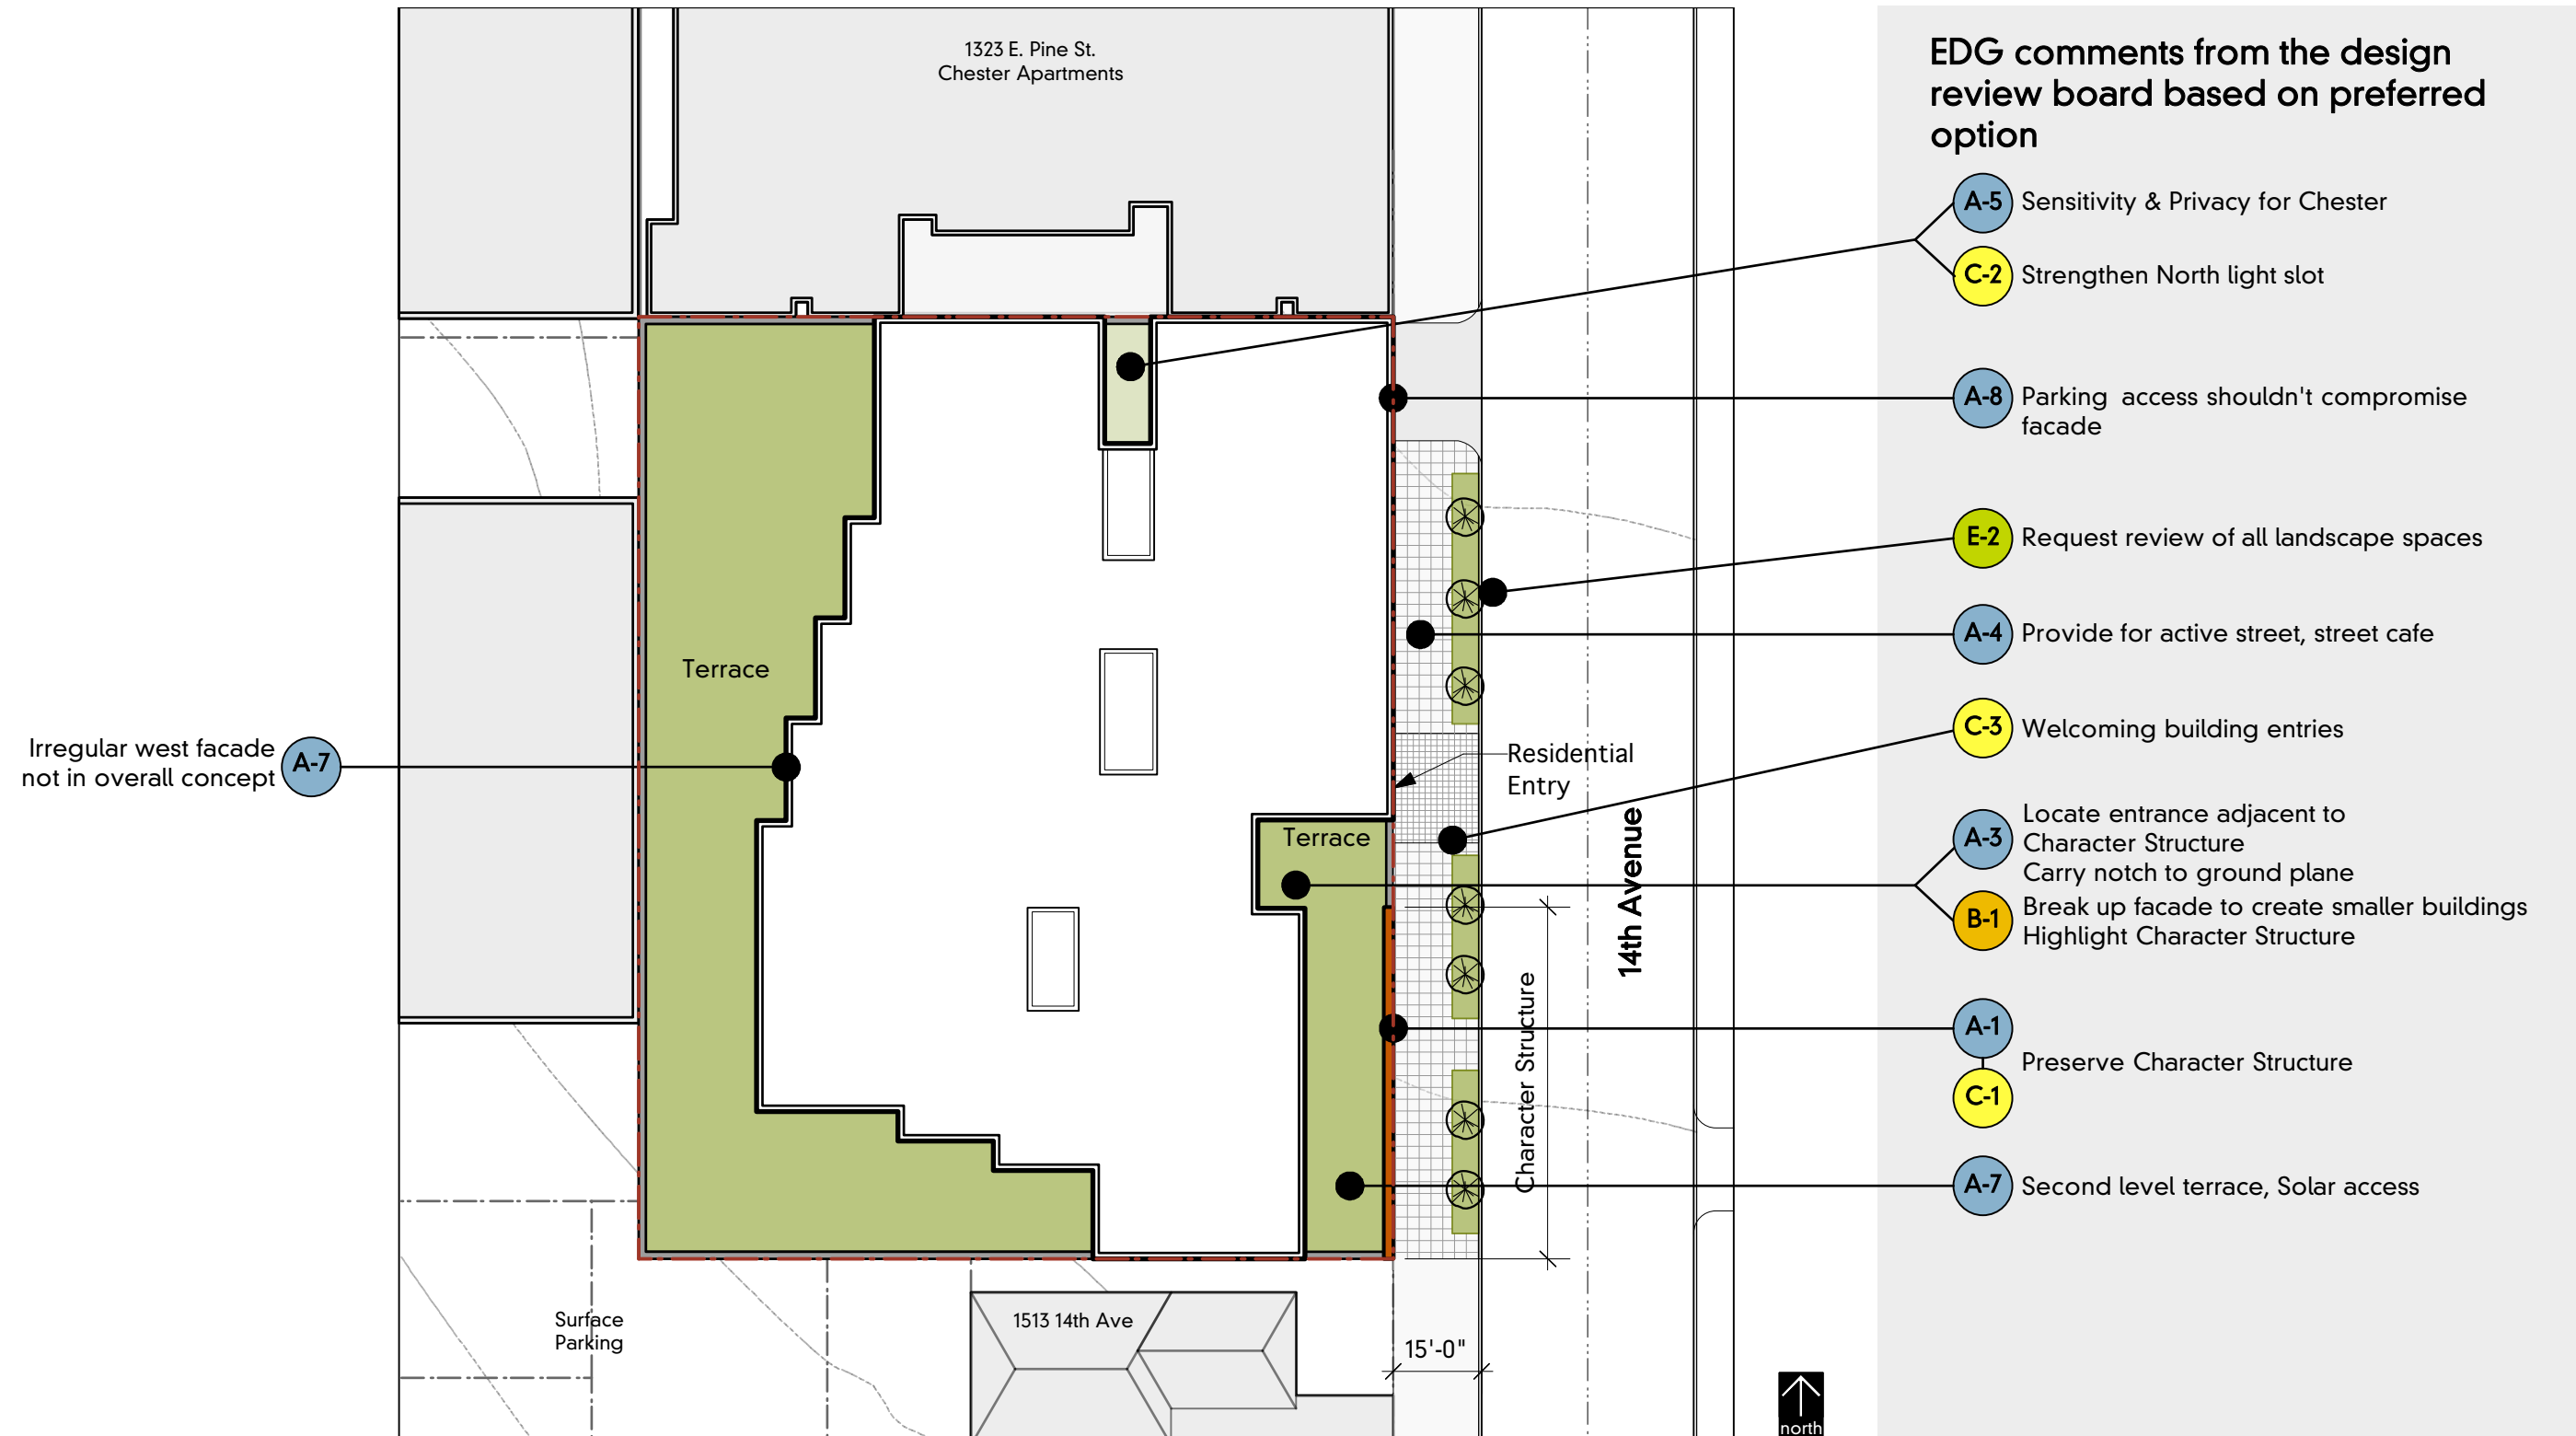 1323 E. Pine St.
Chester Apartments
EDG comments from the design
review board based on preferred
option
A-5 Sensitivity & Privacy for Chester
C-2 Strengthen North light slot
A-8 Parking access shouldn't compromise
facade
E-2 Request review of all landscape spaces
A-4 Provide for active street, street cafe
C-3 Welcoming building entries
A-3 Locate entrance adjacent to
Character Structure
Carry notch to ground plane
B-1 Break up facade to create smaller buildings
Highlight Character Structure
A-1
Preserve Character Structure
C-1
A-7 Second level terrace, Solar access
Terrace
Irregular west facade
not in overall concept
A-7
Residential
Entry
Terrace
14th Avenue
Character Structure
Surface
Parking
1513 14th Ave
15'-0"
north